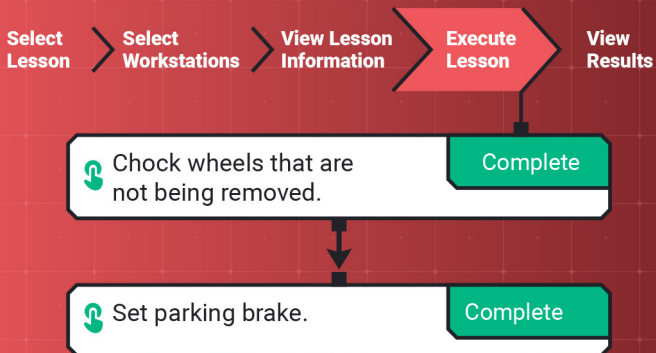 Select
Lesson
Select
Workstations
View Lesson
Information
Execute
Lesson
View
Results
Chock wheels that are
not being removed.
Complete
Set parking brake.
Complete